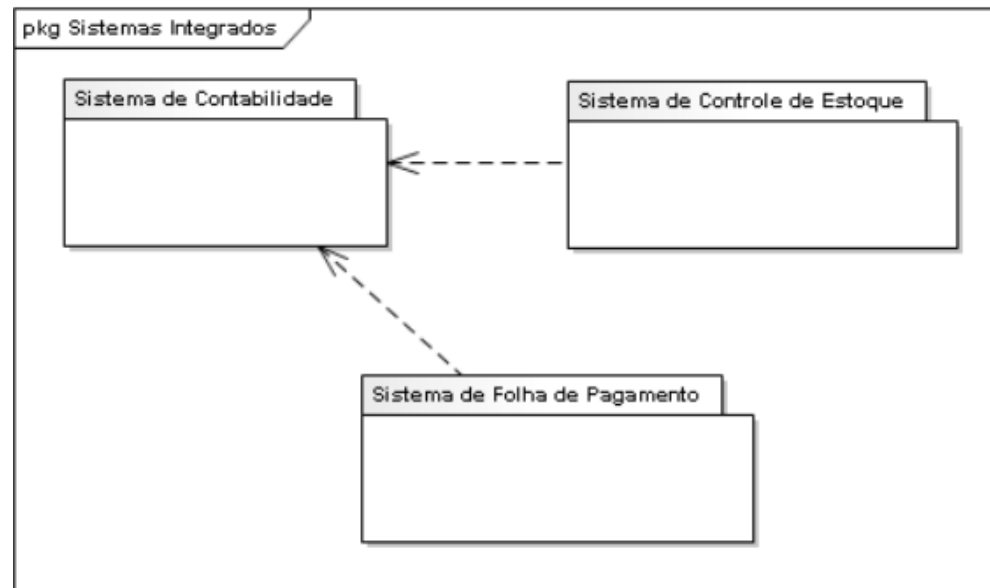 pkg Sistemas Integrados
Sistema de Contabilidade
Sistema de Controle de Estoque
Sistema de Folha de Pagamento